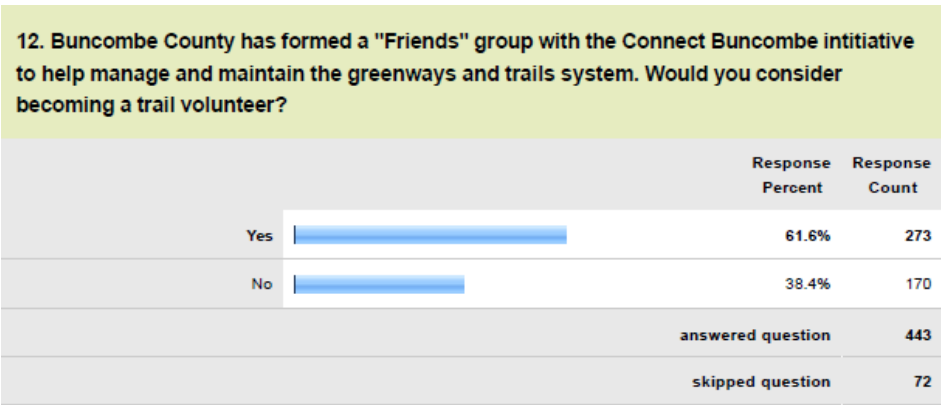 12. Buncombe County has formed a "Friends" group with the Connect Buncombe intitiative
to help manage and maintain the greenways and trails system. Would you consider
becoming a trail volunteer?
Response Response
Percent Count
Yes 61.6% 273
No 38.4% 170
answered question 443
skipped question 72